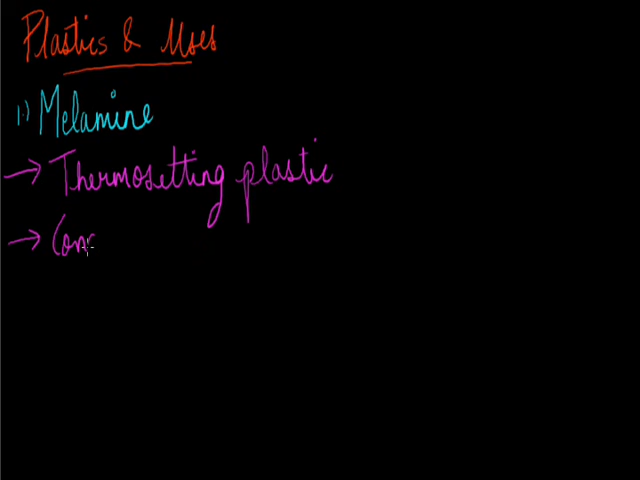 Plastics & Uses
1.) Melamine
→ Thermosetting plastic
→ Con